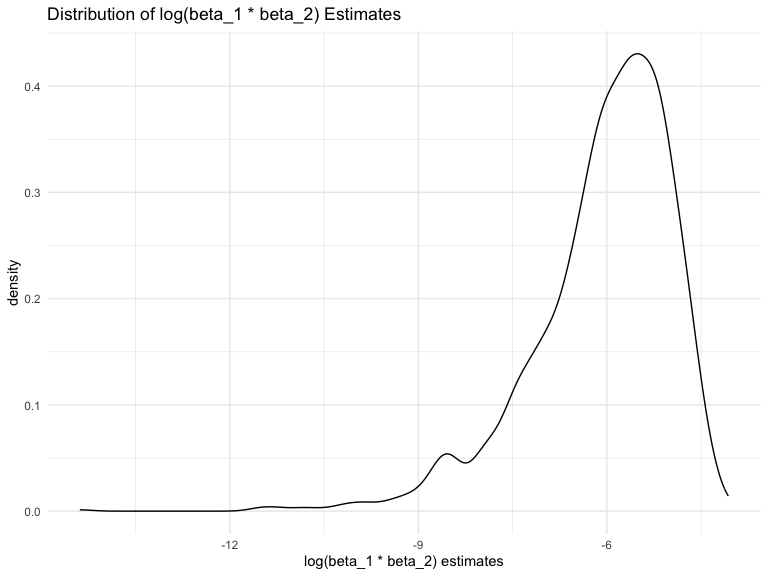 Distribution of log(beta_1 * beta_2) Estimates
0.4
0.3
0.2
0.1
0.0
density
-12
-9
-6
log(beta_1 * beta_2) estimates